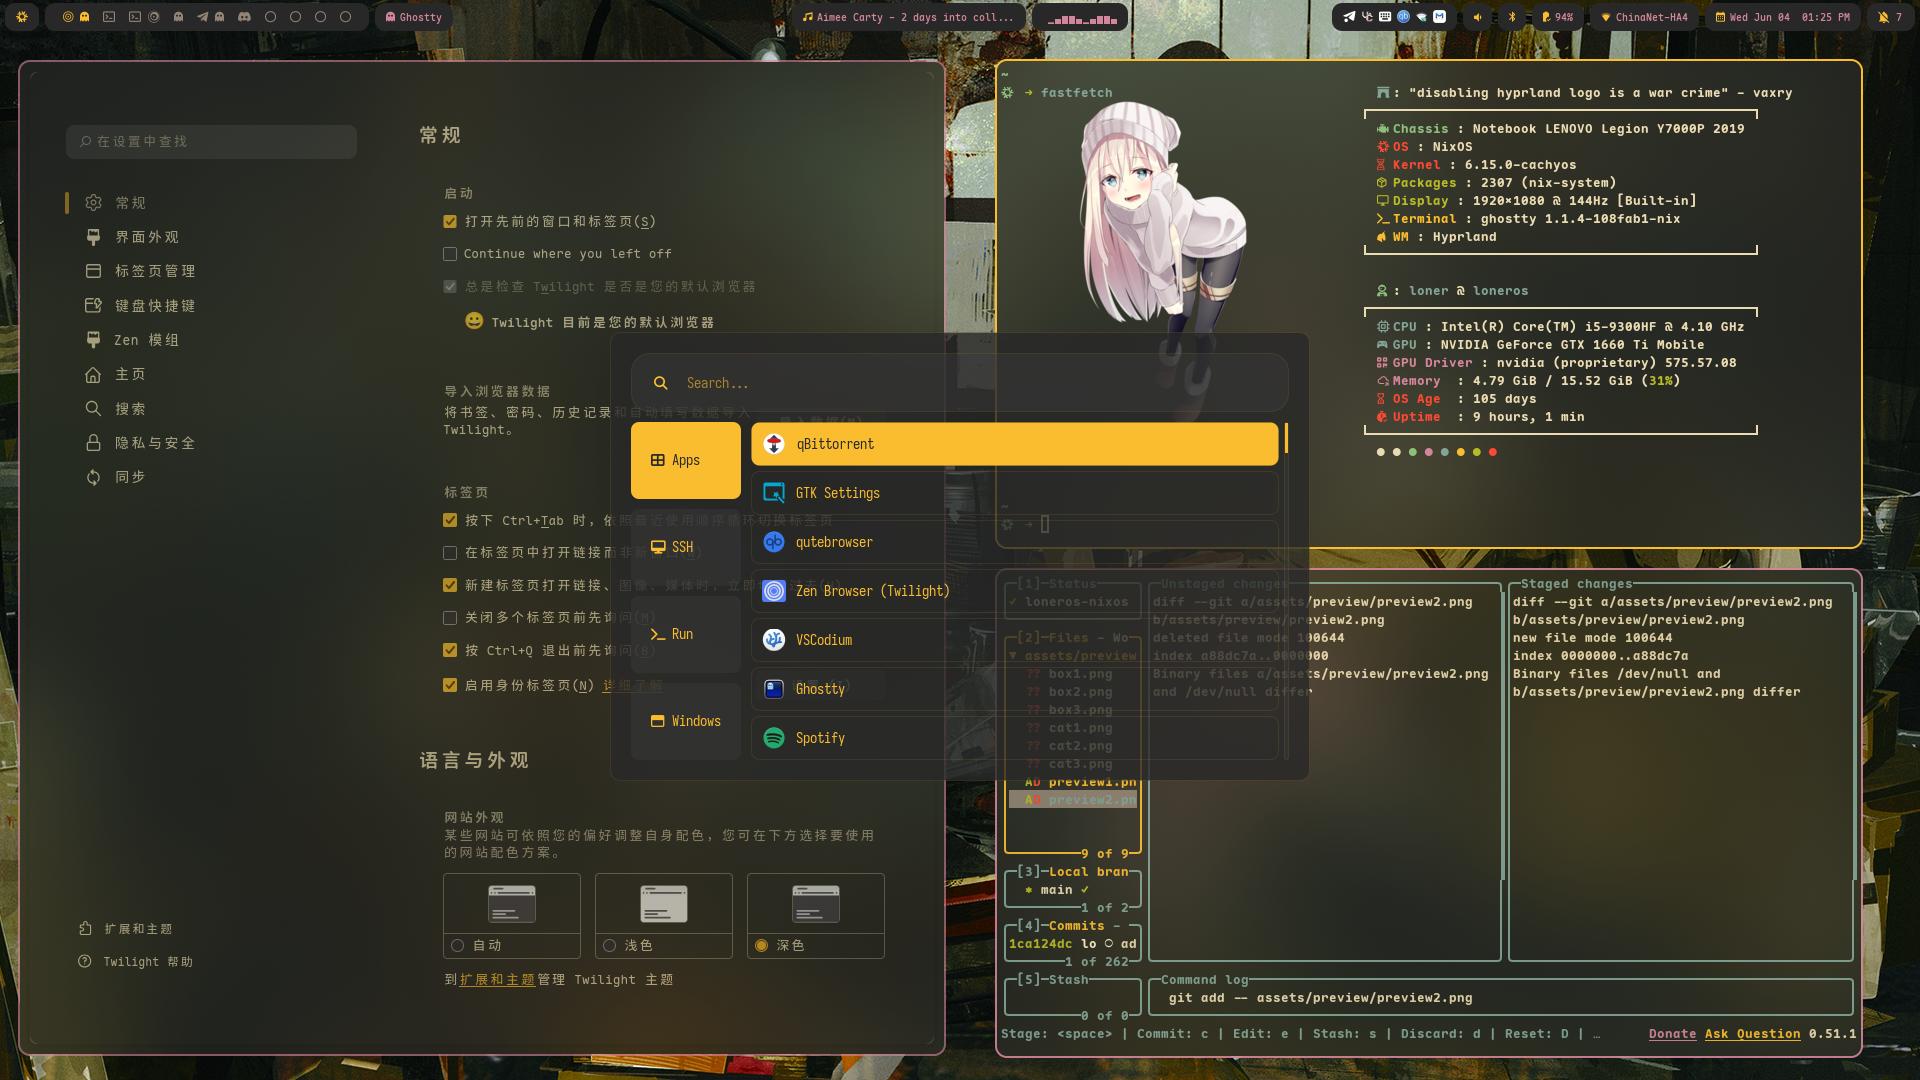 Ghostty
Aimee Carty - 2 days into coll...
94%
ChinaNet-HA4
Wed Jun 04 01:25 PM
7
在设置中查找
常规
界面外观
标签页管理
键盘快捷键
Zen 模组
主页
搜索
隐私与安全
同步
扩展和主题
Twilight 帮助
常规
启动
打开先前的窗口和标签页(S)
Continue where you left off
总是检查 Twilight 是否是您的默认浏览器
Twilight 目前是您的默认浏览器
导入浏览器数据
将书签、密码、历史记录和自动填写数据导入
Twilight。
标签页
按下 Ctrl+Tab 时，依照最近使用顺序循环切换标签页
在标签页中打开链接而非新
新建标签页打开链接、图像、媒体时，立即
关闭多个标签页前先询问(M)
按 Ctrl+Q 退出前先询问(B)
启用身份标签页(N) 详细了解
语言与外观
网站外观
某些网站可依照您的偏好调整自身配色，您可在下方选择要使用
的网站配色方案。
自动
浅色
深色
到扩展和主题管理 Twilight 主题
Search...
Apps
SSH
Run
Windows
qBittorrent
GTK Settings
qutebrowser
Zen Browser (Twilight)
VSCodium
Ghostty
Spotify
~
→ fastfetch
: "disabling hyprland logo is a war crime" - vaxry
Chassis : Notebook LENOVO Legion Y7000P 2019
OS : NixOS
Kernel : 6.15.0-cachyos
Packages : 2307 (nix-system)
Display : 1920×1080 @ 144Hz [Built-in]
Terminal : ghostty 1.1.4-108fab1-nix
WM : Hyprland
: loner @ loneros
CPU : Intel(R) Core(TM) i5-9300HF @ 4.10 GHz
GPU : NVIDIA GeForce GTX 1660 Ti Mobile
GPU Driver : nvidia (proprietary) 575.57.08
Memory : 4.79 GiB / 15.52 GiB (31%)
OS Age : 105 days
Uptime : 9 hours, 1 min
~
→
[1]-Status
✓ loneros-nixos
[2]-Files - Wo
▼ assets/preview
?? box1.png
?? box2.png
?? box3.png
?? cat1.png
?? cat2.png
?? cat3.png
AD preview1.pn
AD preview2.pn
9 of 9
[3]-Local bran
* main ✓
1 of 2
[4]-Commits -
1ca124dc lo ○ ad
1 of 262
[5]-Stash
0 of 0
Unstaged changes
diff --git a/assets/preview/preview2.png
b/assets/preview/preview2.png
deleted file mode 100644
index a88dc7a..0000000
Binary files a/assets/preview/preview2.png
and /dev/null differ
Staged changes
diff --git a/assets/preview/preview2.png
b/assets/preview/preview2.png
new file mode 100644
index 0000000..a88dc7a
Binary files /dev/null and
b/assets/preview/preview2.png differ
Command log
git add -- assets/preview/preview2.png
Stage: <space> | Commit: c | Edit: e | Stash: s | Discard: d | Reset: D | …
Donate Ask Question 0.51.1